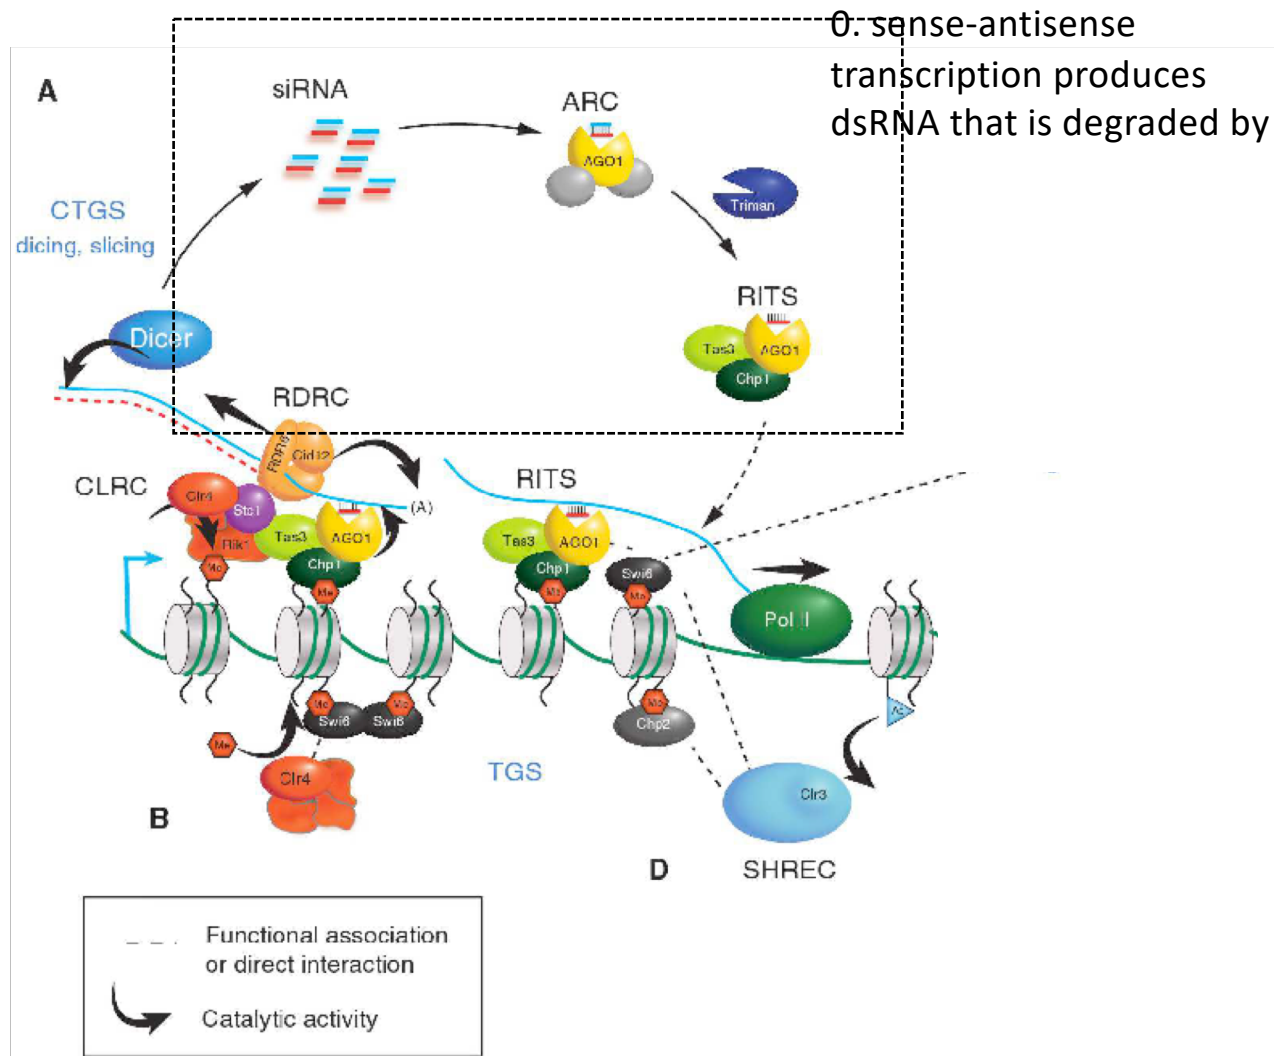 0. sense-antisense
transcription produces
dsRNA that is degraded by
A
siRNA
ARC
AGO1
CTGS
dicing, slicing
Triman
RITS
Dicer
Tas3
AGO1
Chp1
RDRC
Cid12
CLRC
RITS
Clr4
(A)
Stc1
Tas3
AGO1
Tas3
AGO1
Rik1
Chp1
Chp1
Swi6
Me
Me
Me
Me
Pol II
Me
Me
Me
Ac
Swi6
Swi6
Chp2
Me
TGS
Clr4
Clr3
B
D
SHREC
Functional association
or direct interaction
Catalytic activity